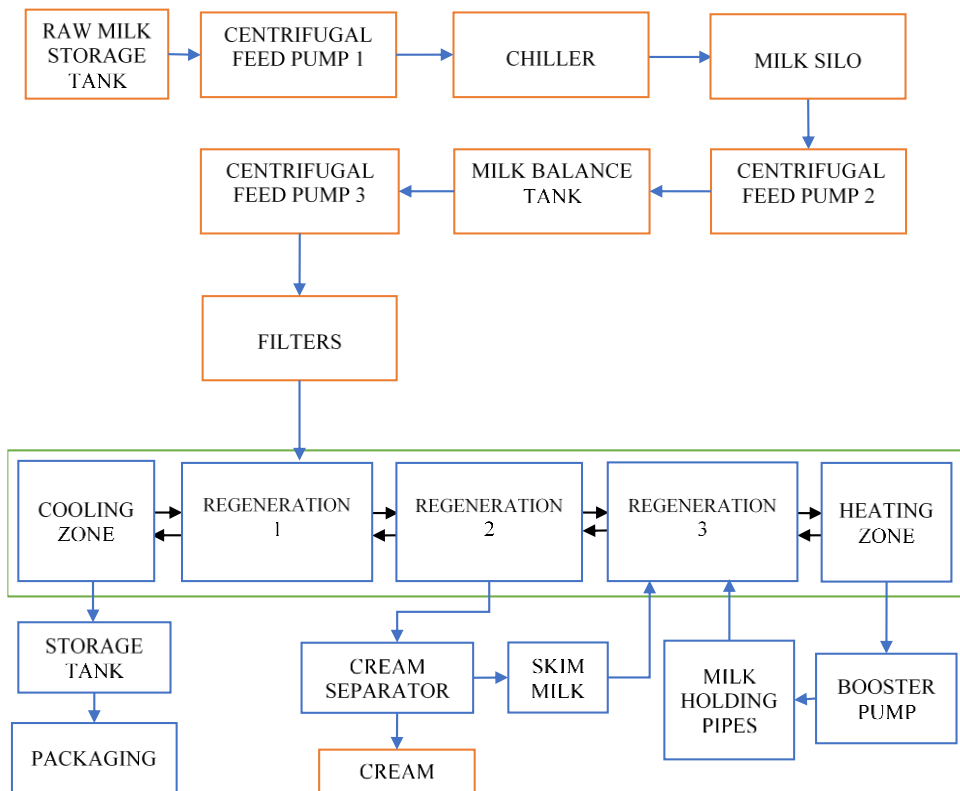 RAW MILK
STORAGE
TANK
CENTRIFUGAL
FEED PUMP 1
CHILLER
MILK SILO
CENTRIFUGAL
FEED PUMP 3
MILK BALANCE
TANK
CENTRIFUGAL
FEED PUMP 2
FILTERS
COOLING
ZONE
REGENERATION
1
REGENERATION
2
REGENERATION
3
HEATING
ZONE
STORAGE
TANK
CREAM
SEPARATOR
SKIM
MILK
MILK
HOLDING
PIPES
BOOSTER
PUMP
PACKAGING
CREAM